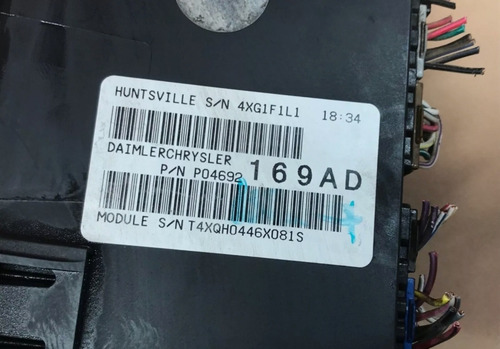 HUNTSVILLE S/N 4XG1F1L1 18:34
DAIMLERCHRYSLER
P/N P04692 169AD
MODULE S/N T4XQH0446X081S